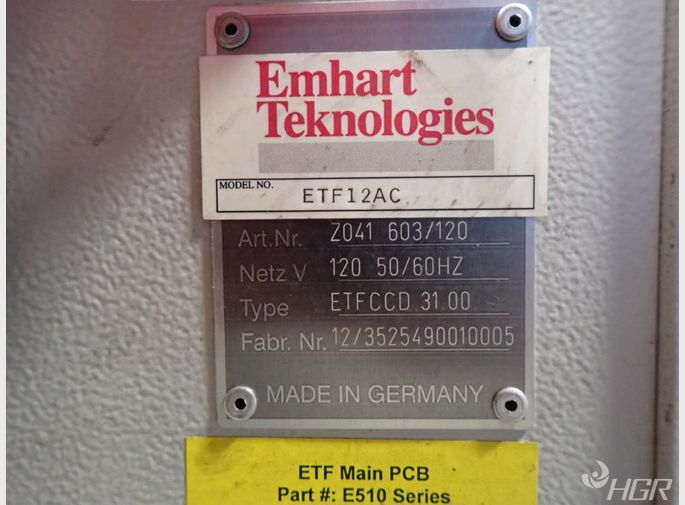 Emhart
Teknologies
MODEL NO.
ETF12AC
Art.Nr. Z041 603/120
Netz V 120 50/60HZ
Type ETFCCD 31 00
Fabr. Nr. 12/3525490010005
MADE IN GERMANY
ETF Main PCB
Part #: E510 Series
HGR